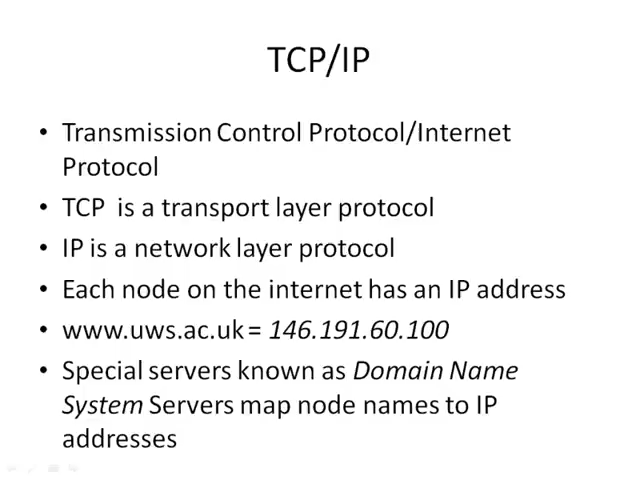 TCP/IP
• Transmission Control Protocol/Internet
Protocol
• TCP is a transport layer protocol
• IP is a network layer protocol
• Each node on the internet has an IP address
• www.uws.ac.uk = 146.191.60.100
• Special servers known as Domain Name
System Servers map node names to IP
addresses